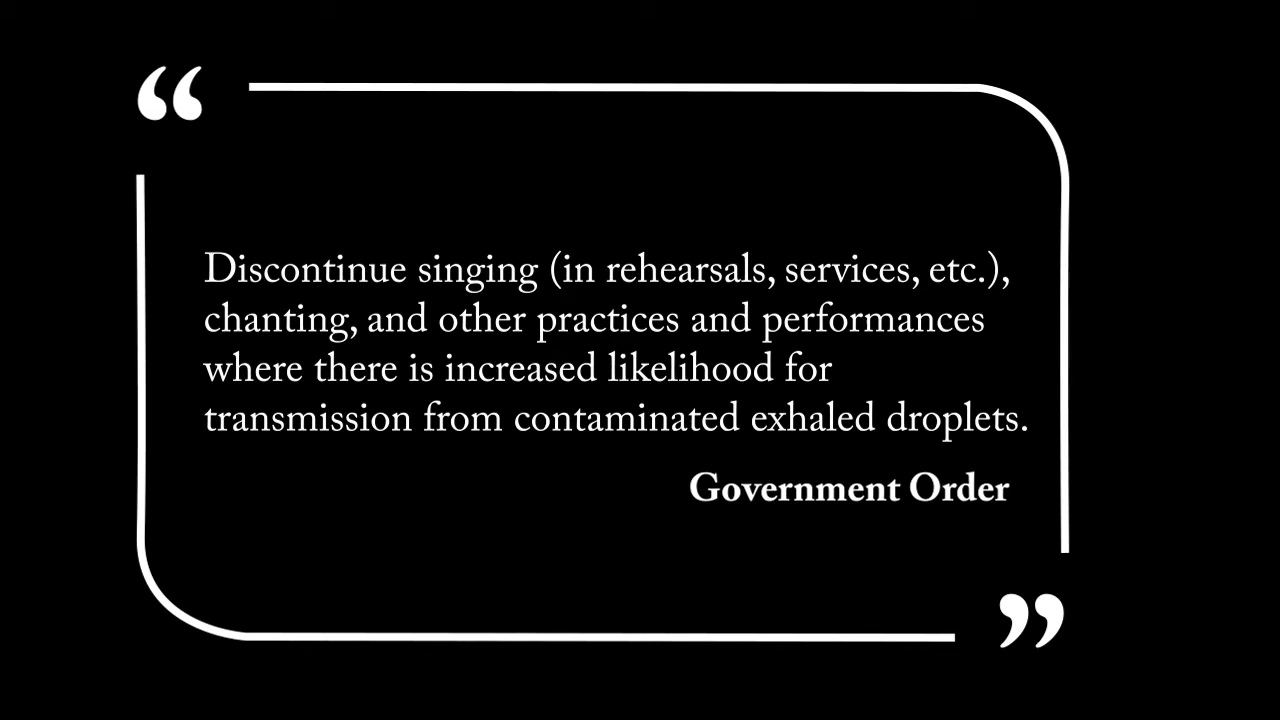 “
Discontinue singing (in rehearsals, services, etc.),
chanting, and other practices and performances
where there is increased likelihood for
transmission from contaminated exhaled droplets.
Government Order
”